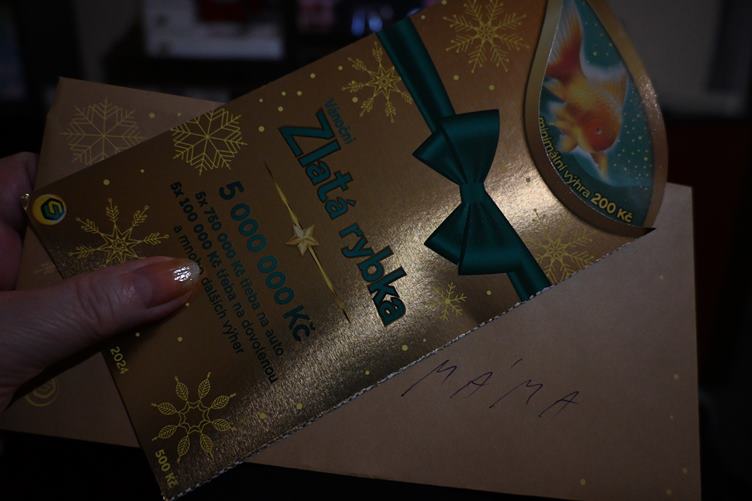 Vánoční
Zlatá rybka
5 000 000 Kč
5x 750 000 Kč třeba na auto
5x 100 000 Kč třeba na dovolenou
a mnoho dalších výher
minimální výhra 200 Kč
2024
500 Kč
MÁMA